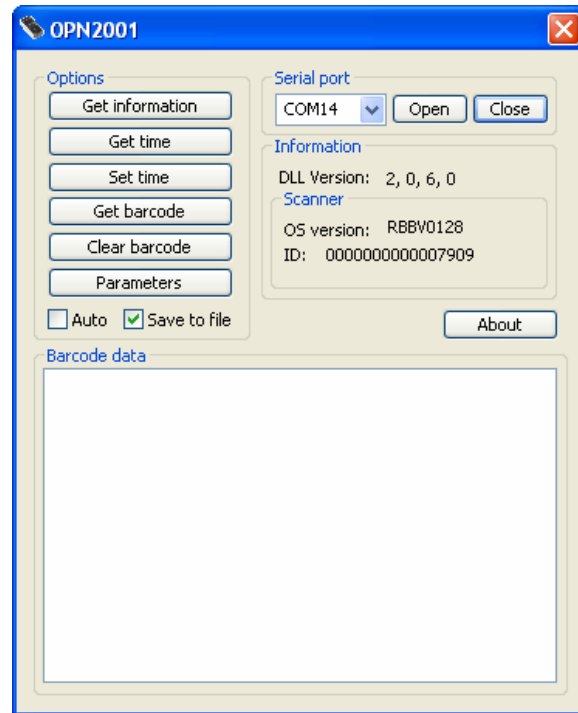 OPN2001
Options
Get information
Get time
Set time
Get barcode
Clear barcode
Parameters
Auto
Save to file
Serial port
COM14
Open
Close
Information
DLL Version: 2, 0, 6, 0
Scanner
OS version: RBBV0128
ID: 0000000000007909
About
Barcode data